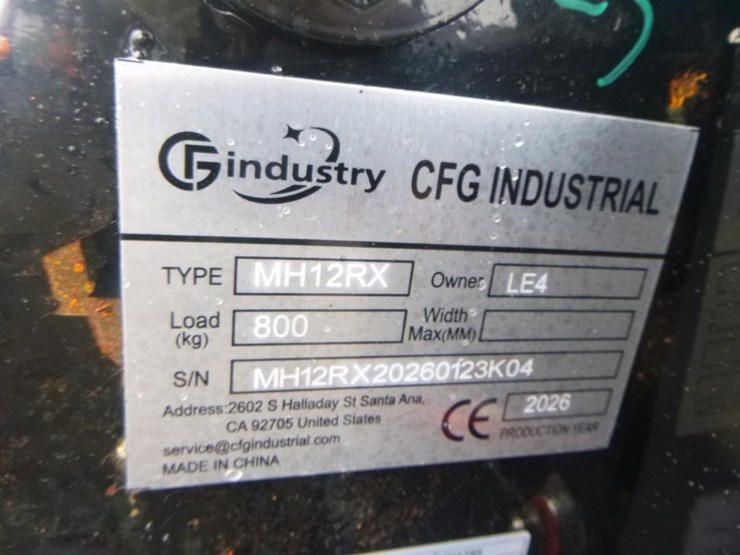 CFindustry CFG INDUSTRIAL
TYPE MH12RX Owner LE4
Load (kg) 800 Width Max(MM)
S/N MH12RX20260123K04
Address:2602 S Halladay St Santa Ana,
CA 92705 United States
service@cfgindustrial.com
MADE IN CHINA
CE 2026
PRODUCTION YEAR